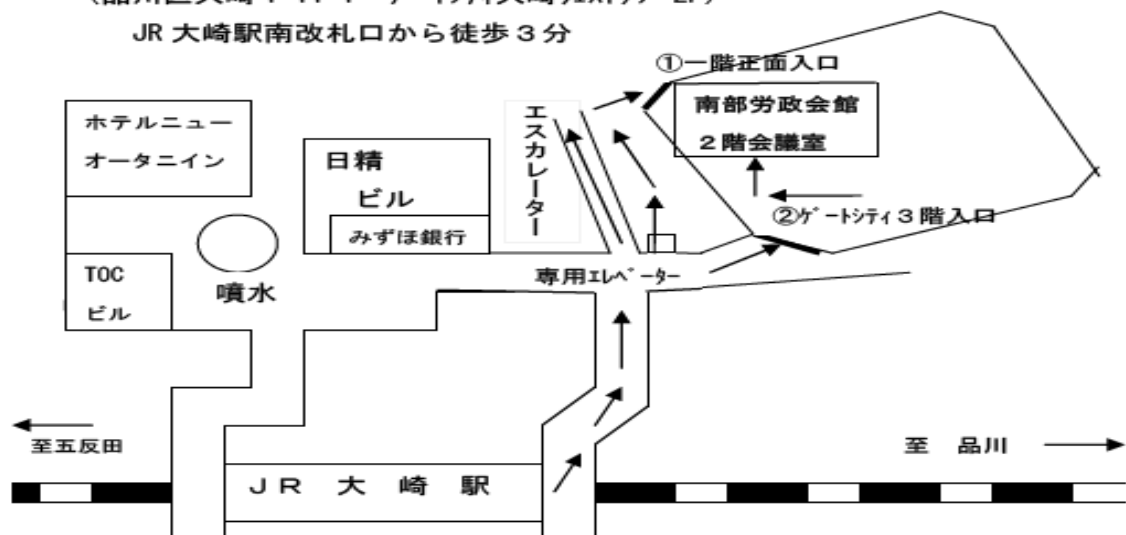 JR 大崎駅南改札口から徒歩３分
①一階正面入口
南部労政会館
２階会議室
②ｹﾞｰﾄｼﾃｨ３階入口
エスカレーター
ホテルニュー
オータニイン
日精
ビル
みずほ銀行
専用ｴﾚﾍﾞｰﾀｰ
噴水
TOC
ビル
至五反田
至 品川
ＪＲ 大 崎 駅